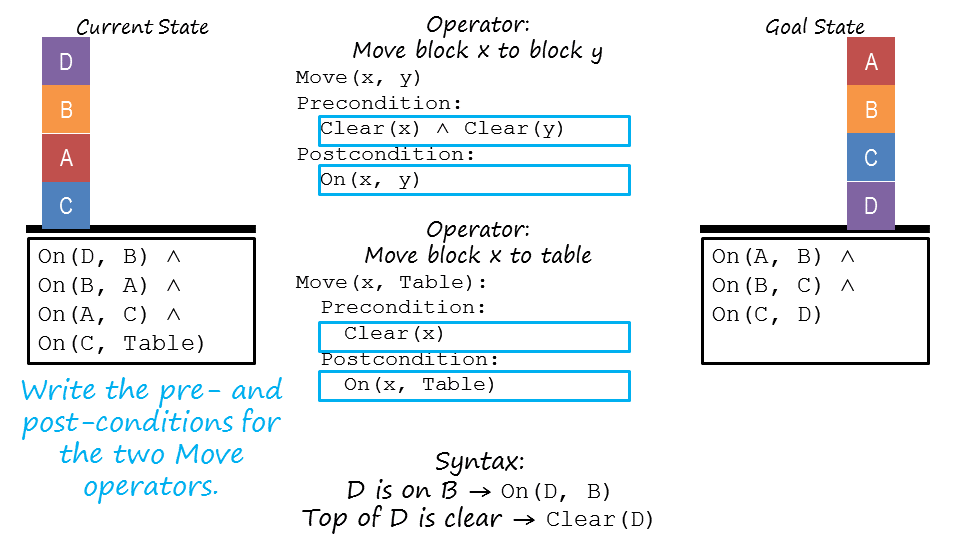 Current State
D
B
A
C
On(D, B) ∧
On(B, A) ∧
On(A, C) ∧
On(C, Table)
Write the pre- and
post-conditions for
the two Move
operators.
Operator:
Move block x to block y
Move(x, y)
Precondition:
Clear(x) ∧ Clear(y)
Postcondition:
On(x, y)
Operator:
Move block x to table
Move(x, Table):
Precondition:
Clear(x)
Postcondition:
On(x, Table)
Syntax:
D is on B → On(D, B)
Top of D is clear → Clear(D)
Goal State
A
B
C
D
On(A, B) ∧
On(B, C) ∧
On(C, D)